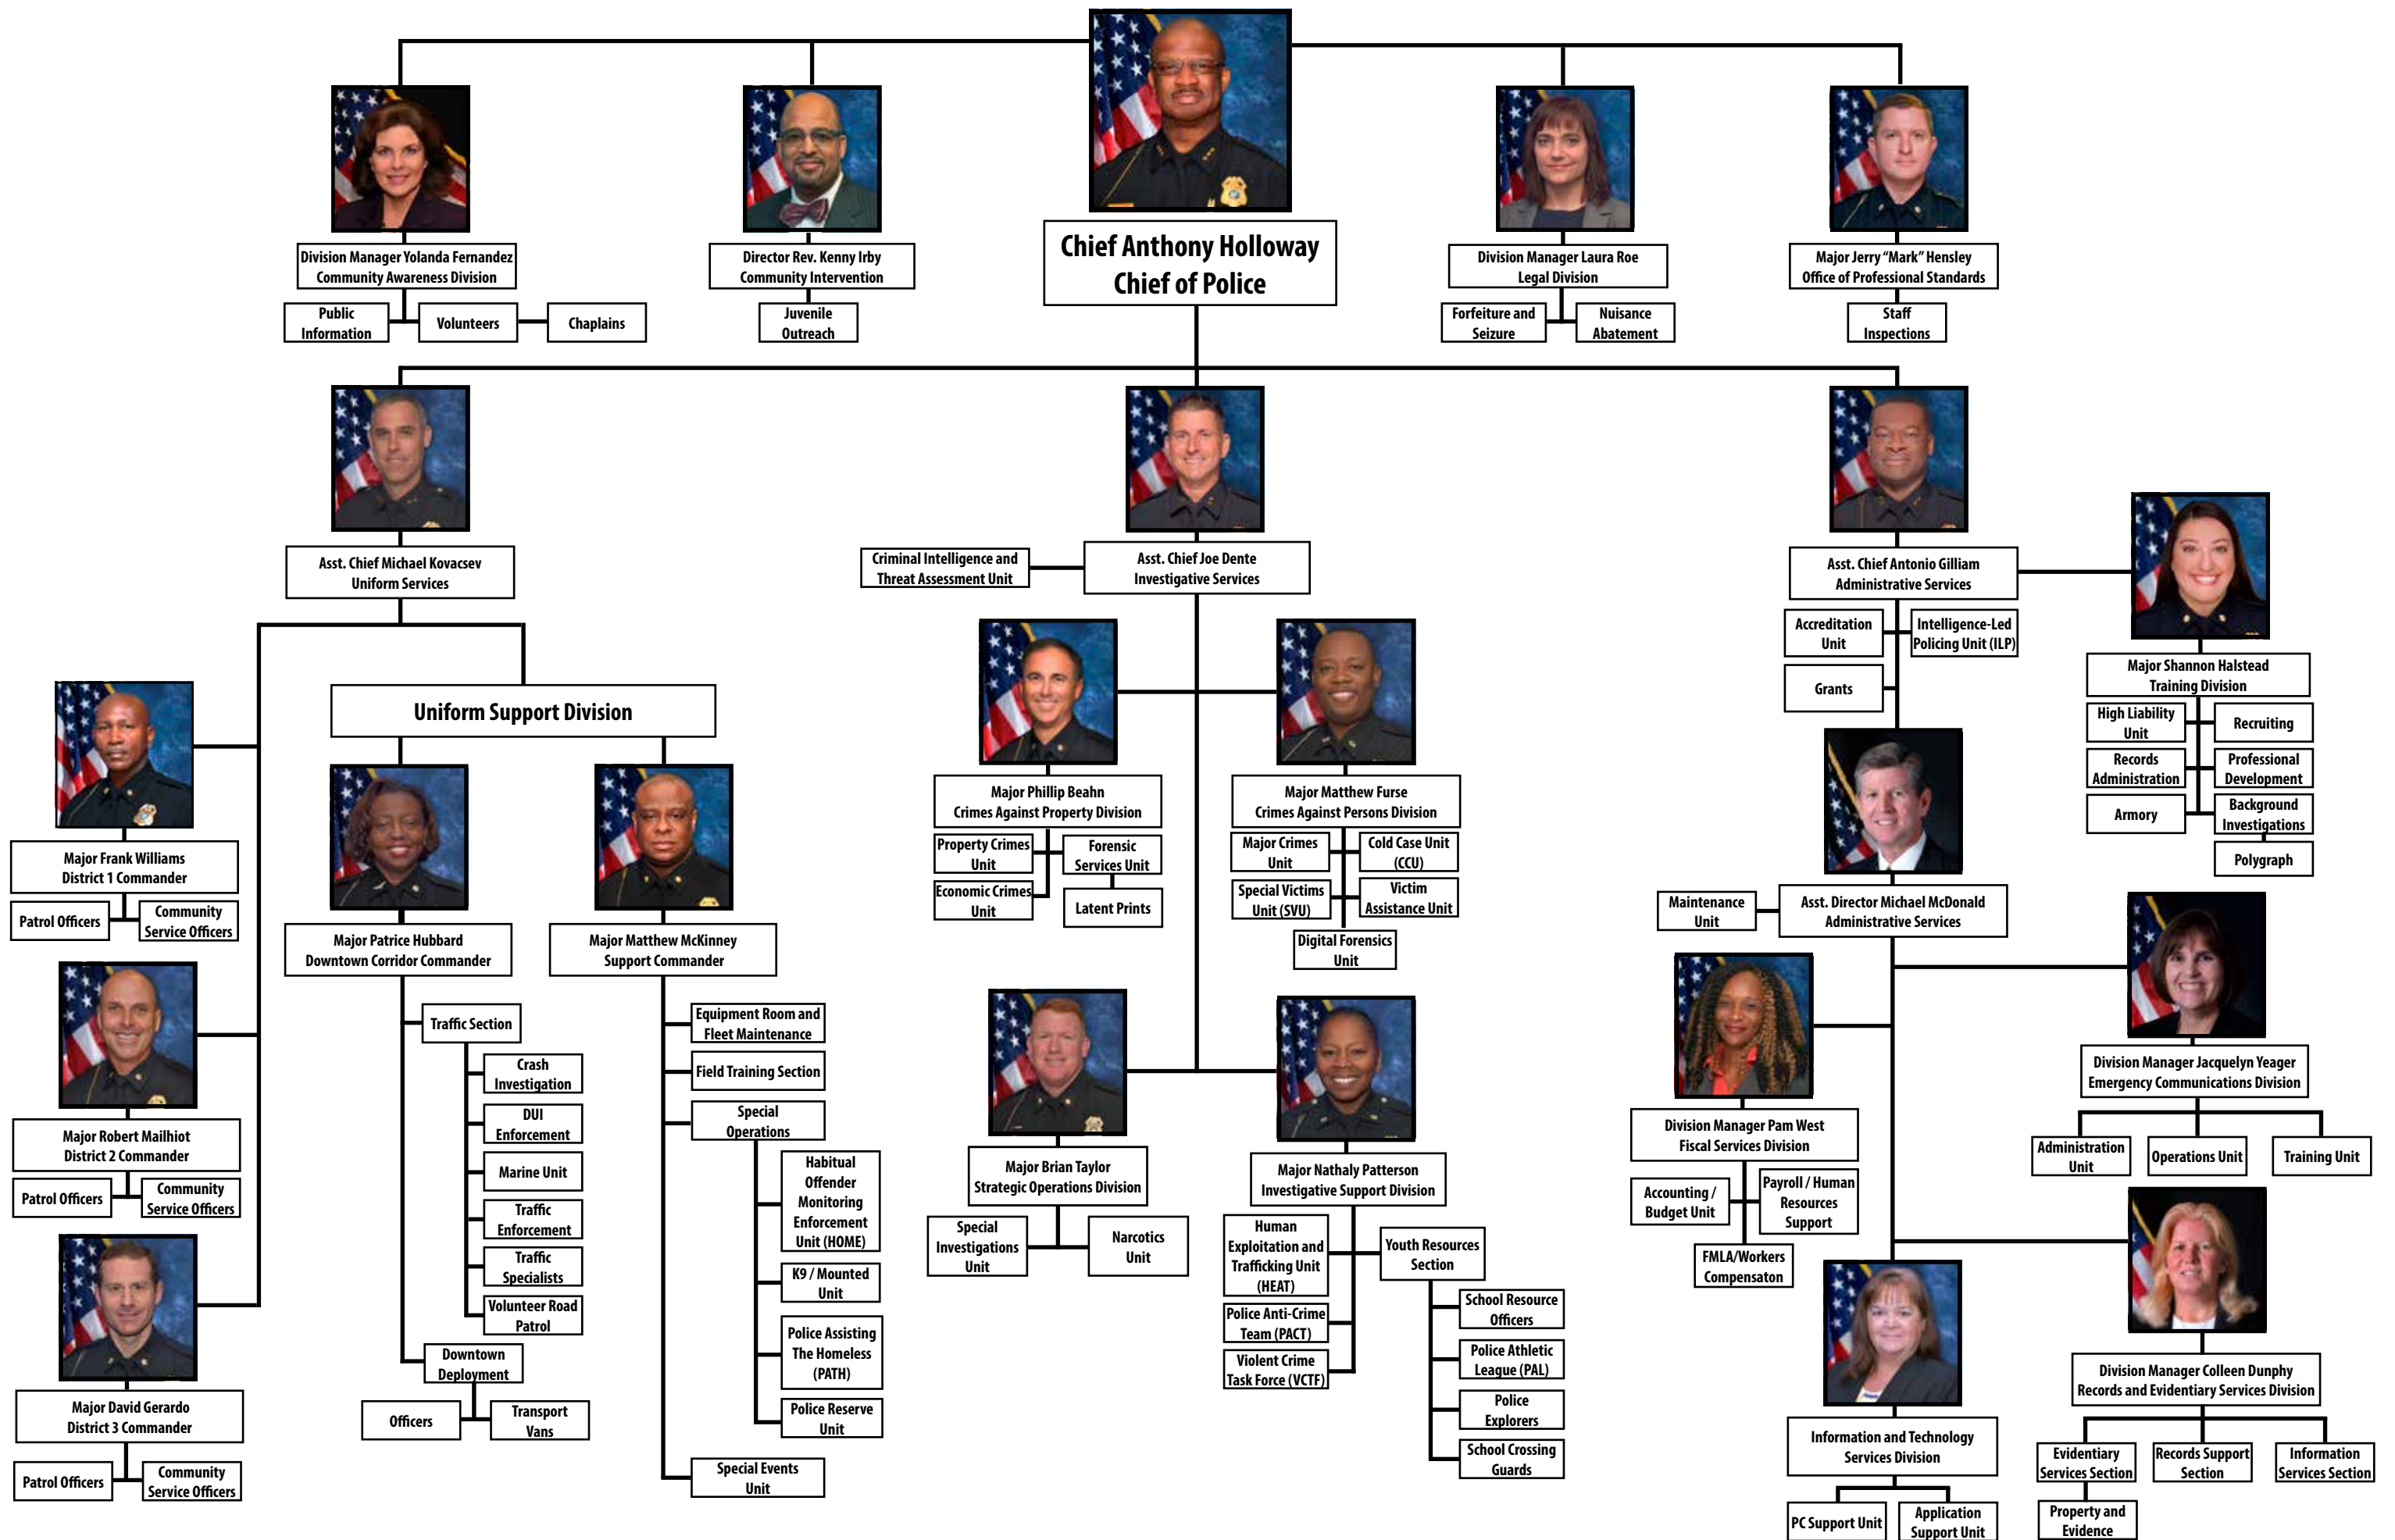 Chief Anthony Holloway
Chief of Police
Division Manager Yolanda Fernandez
Community Awareness Division
Public
Information
Volunteers
Chaplains
Director Rev. Kenny Irby
Community Intervention
Juvenile
Outreach
Division Manager Laura Roe
Legal Division
Forfeiture and
Seizure
Nuisance
Abatement
Major Jerry “Mark” Hensley
Office of Professional Standards
Staff
Inspections
Asst. Chief Michael Kovacsev
Uniform Services
Major Frank Williams
District 1 Commander
Patrol Officers
Community
Service Officers
Major Robert Mailhiot
District 2 Commander
Patrol Officers
Community
Service Officers
Major David Gerardo
District 3 Commander
Patrol Officers
Community
Service Officers
Uniform Support Division
Major Patrice Hubbard
Downtown Corridor Commander
Traffic Section
Crash
Investigation
DUI
Enforcement
Marine Unit
Traffic
Enforcement
Traffic
Specialists
Volunteer Road
Patrol
Downtown
Deployment
Officers
Transport
Vans
Major Matthew McKinney
Support Commander
Equipment Room and
Fleet Maintenance
Field Training Section
Special
Operations
Habitual
Offender
Monitoring
Enforcement
Unit (HOME)
K9 / Mounted
Unit
Police Assisting
The Homeless
(PATH)
Police Reserve
Unit
Special Events
Unit
Criminal Intelligence and
Threat Assessment Unit
Asst. Chief Joe Dente
Investigative Services
Major Phillip Beahn
Crimes Against Property Division
Property Crimes
Unit
Forensic
Services Unit
Economic Crimes
Unit
Latent Prints
Major Matthew Furse
Crimes Against Persons Division
Major Crimes
Unit
Cold Case Unit
(CCU)
Special Victims
Unit (SVU)
Victim
Assistance Unit
Digital Forensics
Unit
Major Brian Taylor
Strategic Operations Division
Special
Investigations
Unit
Narcotics
Unit
Major Nathaly Patterson
Investigative Support Division
Human
Exploitation and
Trafficking Unit
(HEAT)
Police Anti-Crime
Team (PACT)
Violent Crime
Task Force (VCTF)
Youth Resources
Section
School Resource
Officers
Police Athletic
League (PAL)
Police
Explorers
School Crossing
Guards
Asst. Chief Antonio Gilliam
Administrative Services
Accreditation
Unit
Intelligence-Led
Policing Unit (ILP)
Grants
Major Shannon Halstead
Training Division
High Liability
Unit
Recruiting
Records
Administration
Professional
Development
Armory
Background
Investigations
Polygraph
Maintenance
Unit
Asst. Director Michael McDonald
Administrative Services
Division Manager Pam West
Fiscal Services Division
Accounting /
Budget Unit
Payroll / Human
Resources
Support
FMLA/Workers
Compensaton
Division Manager Jacquelyn Yeager
Emergency Communications Division
Administration
Unit
Operations Unit
Training Unit
Information and Technology
Services Division
PC Support Unit
Application
Support Unit
Division Manager Colleen Dunphy
Records and Evidentiary Services Division
Evidentiary
Services Section
Records Support
Section
Information
Services Section
Property and
Evidence